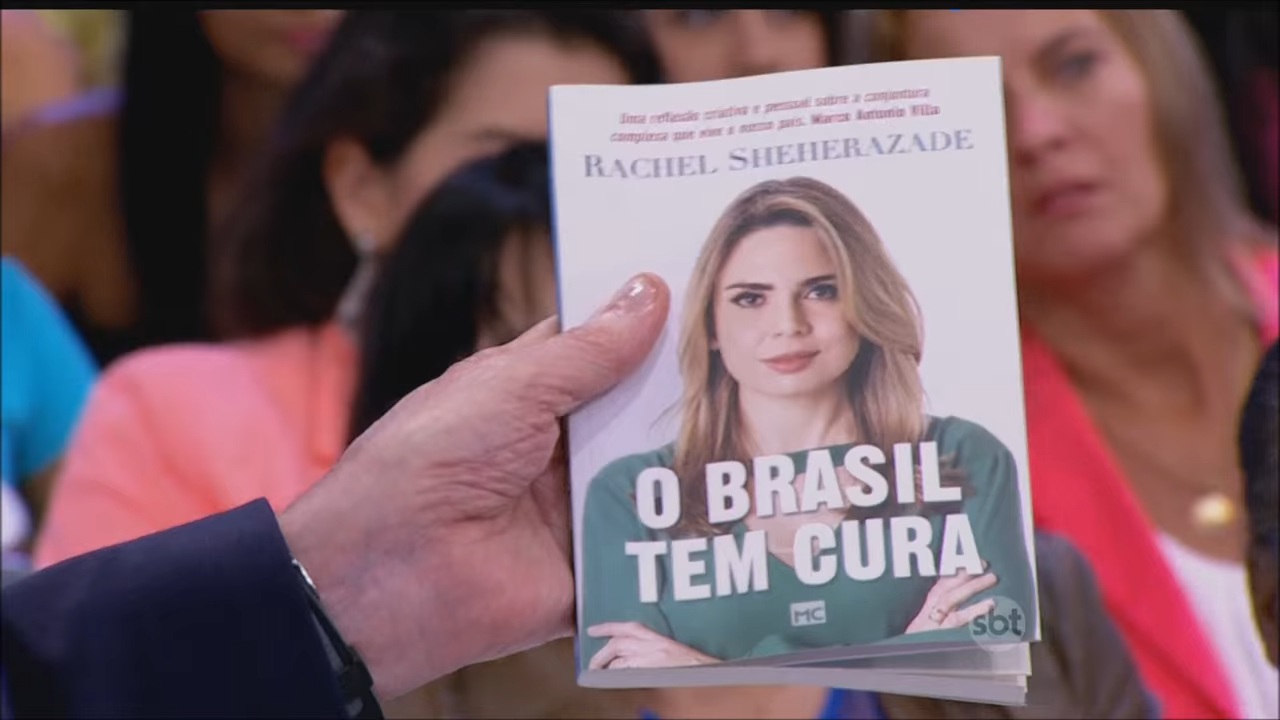 Uma reflexão criativa e pessoal sobre a conjuntura
complexa que vive o nosso país. Marco Antonio Villa
RACHEL SHEHERAZADE
O BRASIL
TEM CURA
MC
sbt